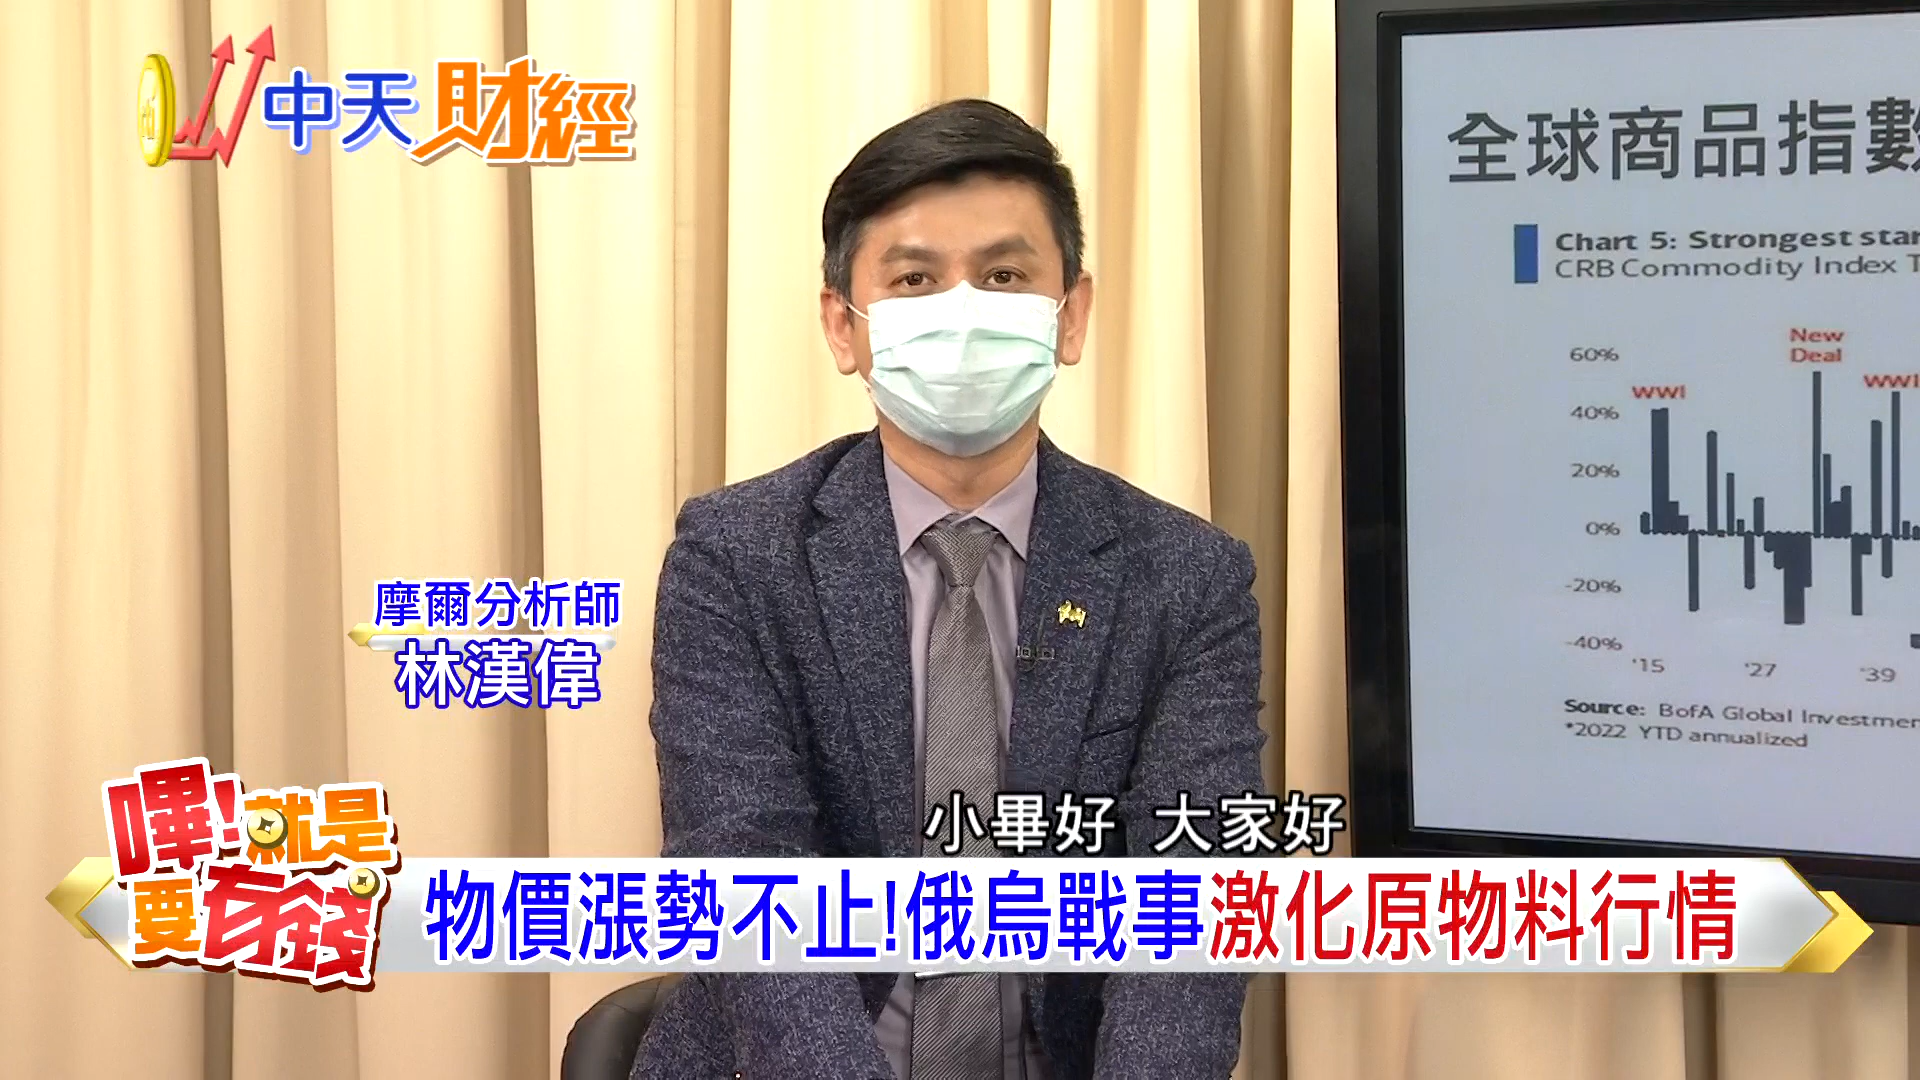 中天財經
全球商品指數
Chart 5: Strongest star
CRB Commodity Index T
60%
40%
20%
0%
-20%
-40%
WWI
New
Deal
WWI
'15
'27
'39
Source: BofA Global Investmen
*2022 YTD annualized
摩爾分析師
林漢偉
小畢好 大家好
嗶!就是
要有錢
物價漲勢不止!俄烏戰事激化原物料行情